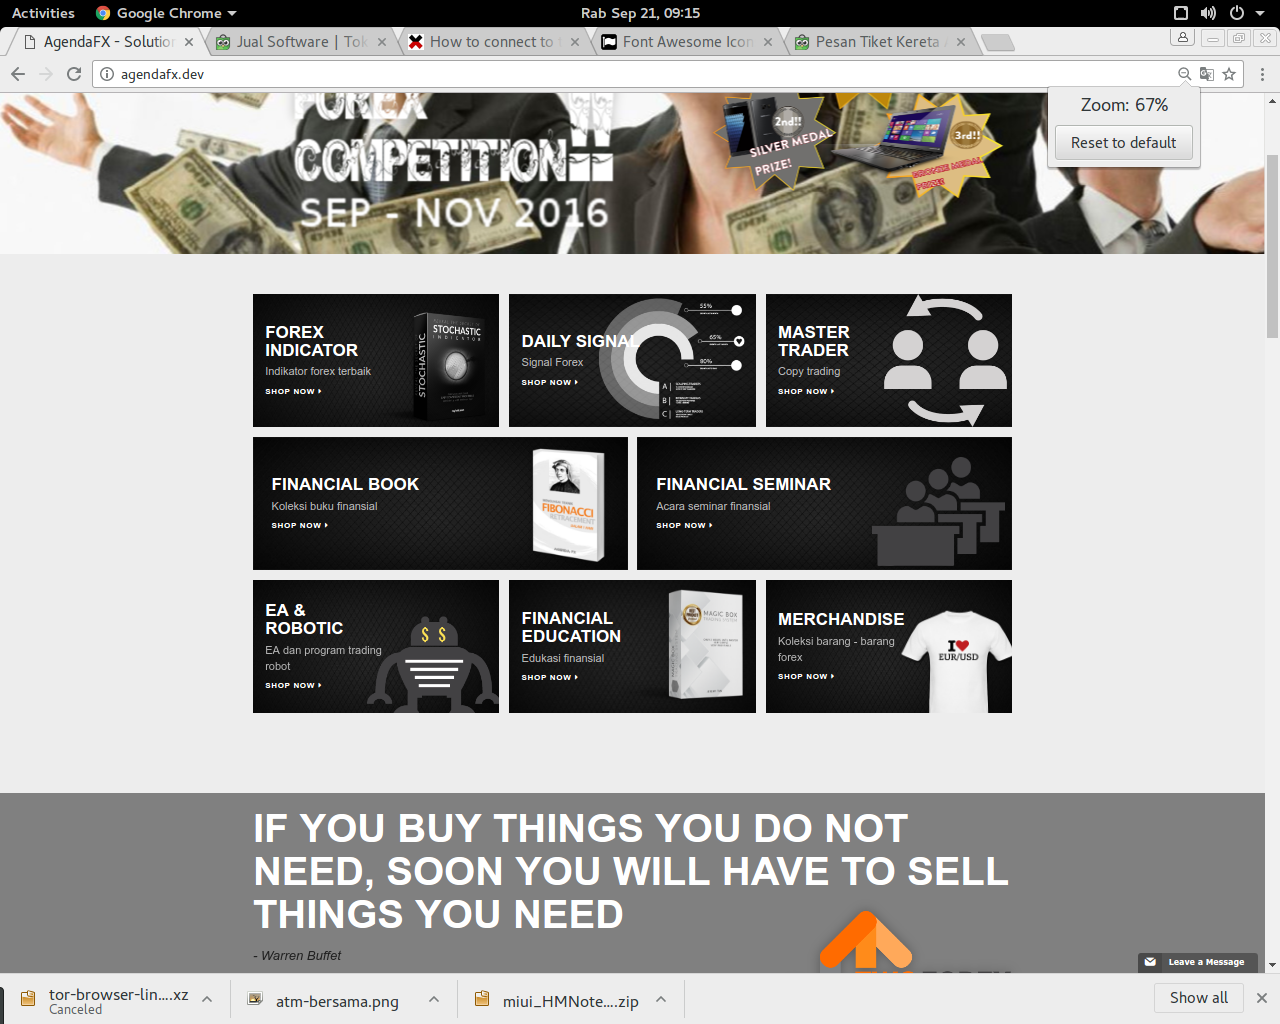 Activities
Google Chrome
Rab Sep 21, 09:15
AgendaFX - Solution
Jual Software | Tok
How to connect to
Font Awesome Icon
Pesan Tiket Kereta
agendafx.dev
Zoom: 67%
Reset to default
FOREX
COMPETITION!!
SEP - NOV 2016
2nd!!
SILVER MEDAL
PRIZE!
3rd!!
BRONZE MEDAL
PRIZE!
FOREX
INDICATOR
Indikator forex terbaik
SHOP NOW
STOCHASTIC
INDICATOR
STOCHASTIC
DAILY SIGNAL
Signal Forex
SHOP NOW
55%
65%
80%
A
B
C
MASTER
TRADER
Copy trading
SHOP NOW
FINANCIAL BOOK
Koleksi buku finansial
SHOP NOW
FIBONACCI
RETRACEMENT
FINANCIAL SEMINAR
Acara seminar finansial
SHOP NOW
EA &
ROBOTIC
EA dan program trading
robot
SHOP NOW
$ $
FINANCIAL
EDUCATION
Edukasi finansial
SHOP NOW
MAGIC BOX
MERCHANDISE
Koleksi barang - barang
forex
SHOP NOW
I
EUR/USD
IF YOU BUY THINGS YOU DO NOT
NEED, SOON YOU WILL HAVE TO SELL
THINGS YOU NEED
- Warren Buffet
Leave a Message
tor-browser-lin....xz
Canceled
atm-bersama.png
miui_HMNote....zip
Show all